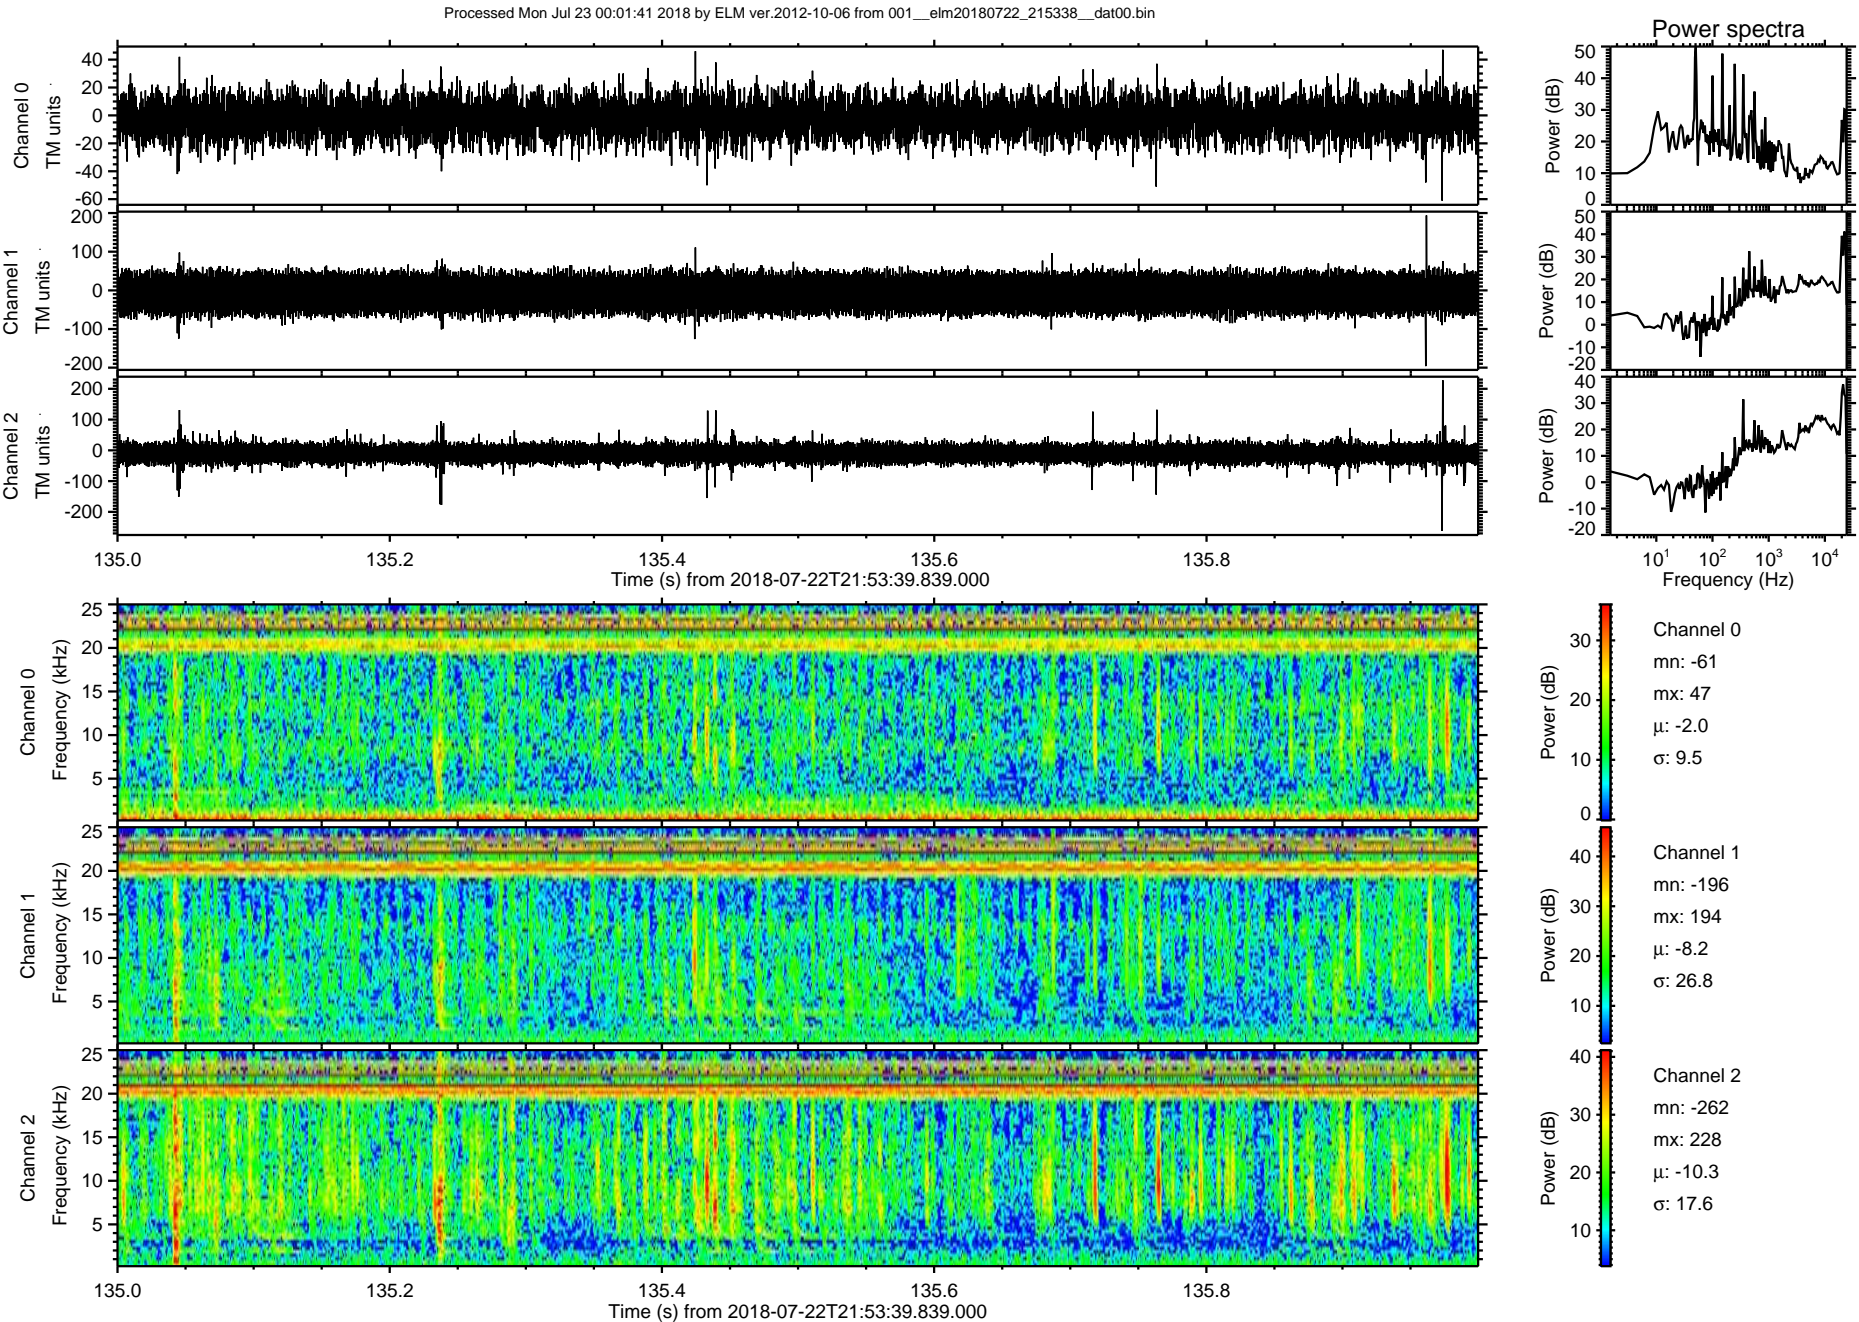 Processed Mon Jul 23 00:01:41 2018 by ELM ver.2012-10-06 from 001__elm20180722_215338__dat00.bin
Power spectra
Channel 0
TM units
40
20
0
-20
-40
-60
Power (dB)
50
40
30
20
10
0
Channel 1
TM units
200
100
0
-100
-200
Power (dB)
50
40
30
20
10
0
-10
-20
Channel 2
TM units
200
100
0
-100
-200
Power (dB)
40
30
20
10
0
-10
-20
135.0 135.2 135.4 135.6 135.8
Time (s) from 2018-07-22T21:53:39.839.000
10¹ 10² 10³ 10⁴
Frequency (Hz)
Channel 0
Frequency (kHz)
25
20
15
10
5
Power (dB)
30
20
10
0
Channel 0
mn: -61
mx: 47
μ: -2.0
σ: 9.5
Channel 1
Frequency (kHz)
25
20
15
10
5
Power (dB)
40
30
20
10
Channel 1
mn: -196
mx: 194
μ: -8.2
σ: 26.8
Channel 2
Frequency (kHz)
25
20
15
10
5
Power (dB)
40
30
20
10
Channel 2
mn: -262
mx: 228
μ: -10.3
σ: 17.6
135.0 135.2 135.4 135.6 135.8
Time (s) from 2018-07-22T21:53:39.839.000